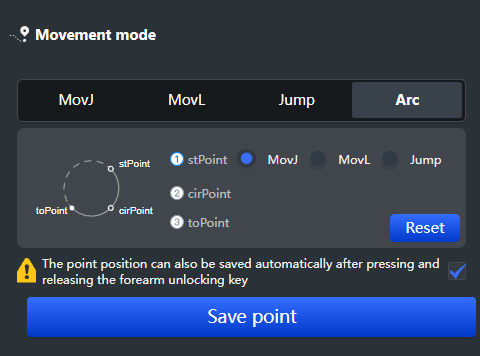 Movement mode
MovJ MovL Jump Arc
stPoint
toPoint cirPoint
1 stPoint MovJ MovL Jump
2 cirPoint
3 toPoint
Reset
The point position can also be saved automatically after pressing and
releasing the forearm unlocking key
Save point